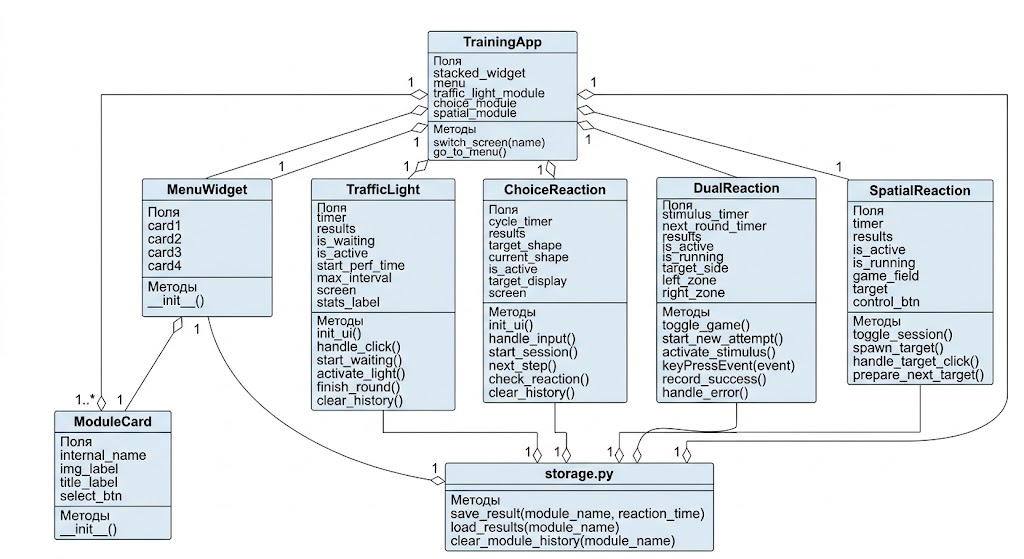 TrainingApp
Поля
stacked_widget
menu
traffic_light_module
choice_module
spatial_module
Методы
switch_screen(name)
go_to_menu()
1
1
1
1
1
1
1
1
MenuWidget
Поля
card1
card2
card3
card4
Методы
__init__()
1
TrafficLight
Поля
timer
results
is_waiting
is_active
start_perf_time
max_interval
screen
stats_label
Методы
init_ui()
handle_click()
start_waiting()
activate_light()
finish_round()
clear_history()
ChoiceReaction
Поля
cycle_timer
results
target_shape
current_shape
is_active
target_display
screen
Методы
init_ui()
handle_input()
start_session()
next_step()
check_reaction()
clear_history()
DualReaction
Поля
stimulus_timer
next_round_timer
results
is_active
is_running
target_side
left_zone
right_zone
Методы
toggle_game()
start_new_attempt()
activate_stimulus()
keyPressEvent(event)
record_success()
handle_error()
SpatialReaction
Поля
timer
results
is_active
is_running
game_field
target
control_btn
Методы
toggle_session()
spawn_target()
handle_target_click()
prepare_next_target()
1..*
1
ModuleCard
Поля
internal_name
img_label
title_label
select_btn
Методы
__init__()
1
1
1
1
1
storage.py
Методы
save_result(module_name, reaction_time)
load_results(module_name)
clear_module_history(module_name)